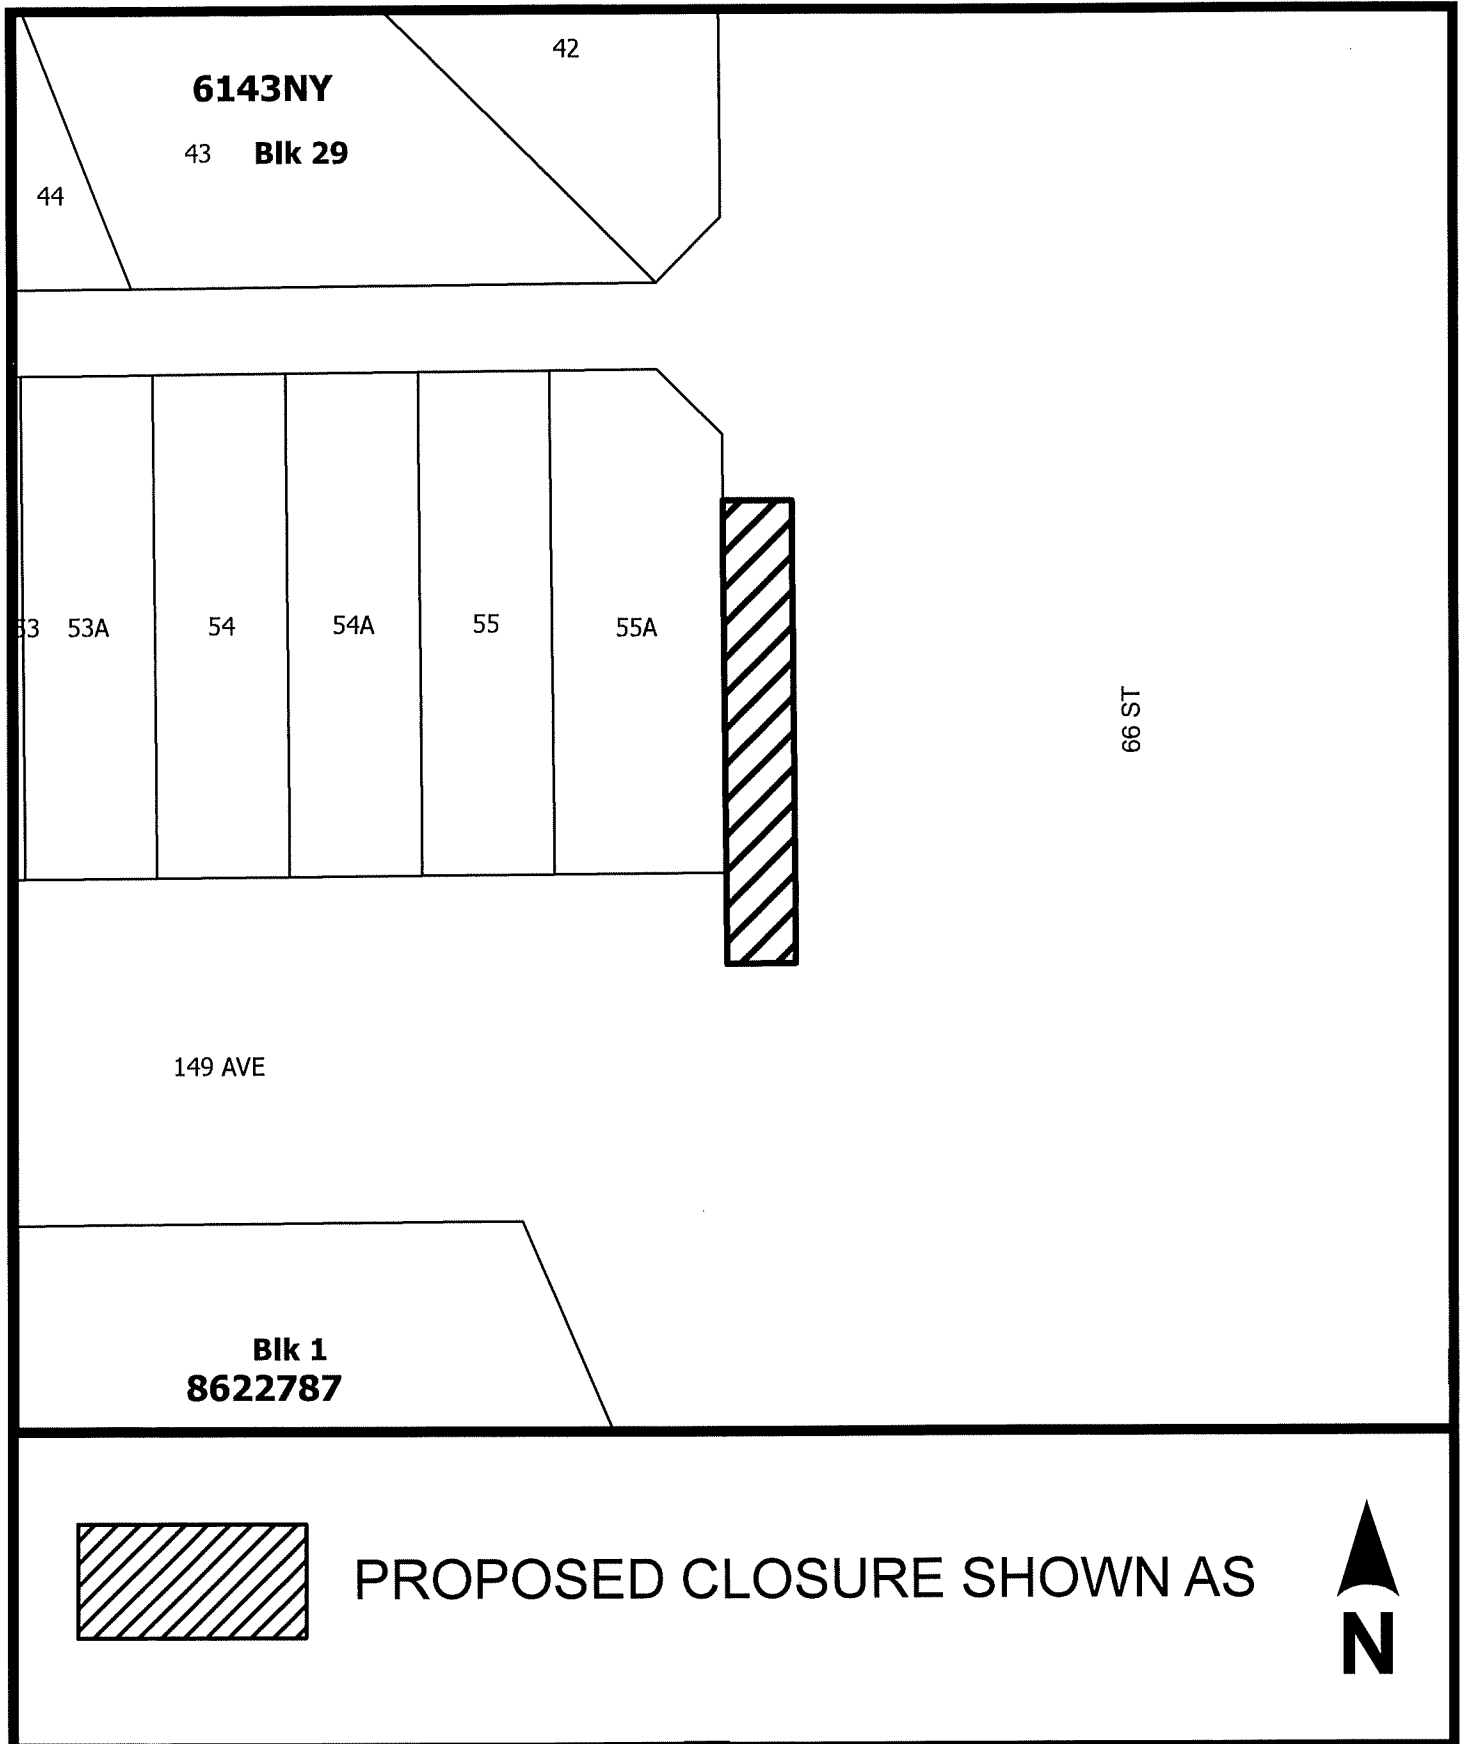 42
6143NY
43 Blk 29
44
53 53A 54 54A 55 55A
66 ST
149 AVE
Blk 1
8622787
PROPOSED CLOSURE SHOWN AS
N